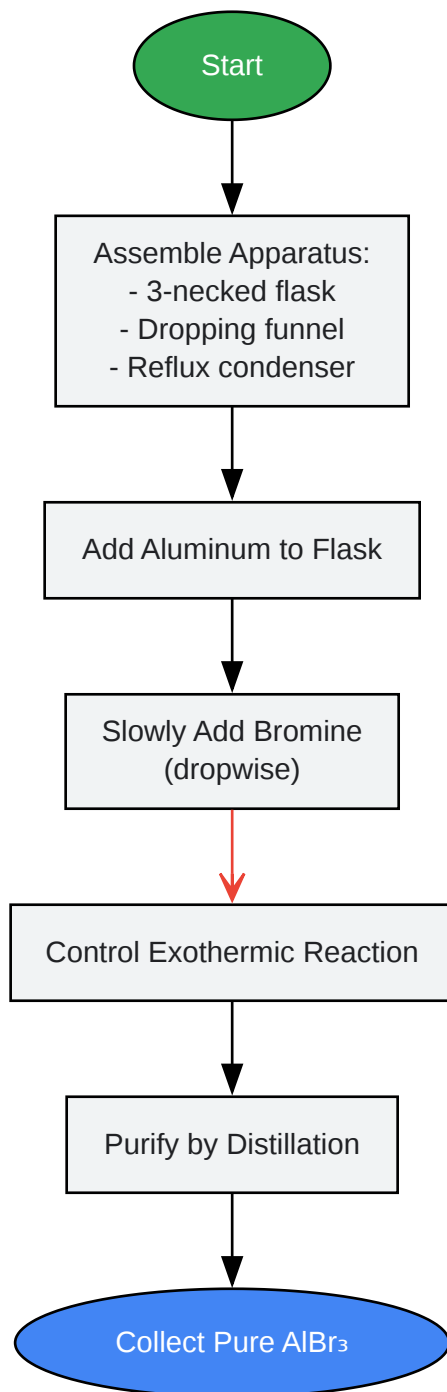 Start
Assemble Apparatus:
- 3-necked flask
- Dropping funnel
- Reflux condenser
Add Aluminum to Flask
Slowly Add Bromine
(dropwise)
Control Exothermic Reaction
Purify by Distillation
Collect Pure AlBr₃